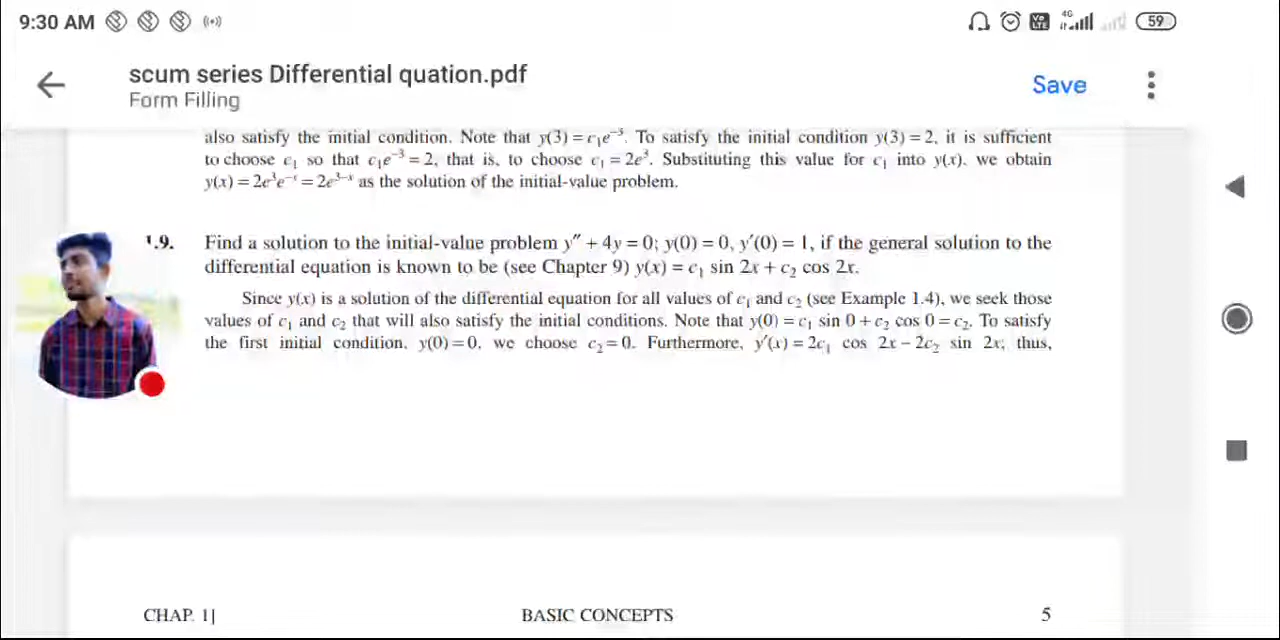 9:30 AM
4G
Vo LTE
59
scum series Differential quation.pdf
Form Filling
Save
also satisfy the initial condition. Note that y(3) = c₁e⁻³. To satisfy the initial condition y(3) = 2, it is sufficient
to choose c₁ so that c₁e⁻³ = 2, that is, to choose c₁ = 2e³. Substituting this value for c₁ into y(x), we obtain
y(x) = 2e³e⁻ˣ = 2e³⁻ˣ as the solution of the initial-value problem.
1.9. Find a solution to the initial-value problem y″ + 4y = 0; y(0) = 0, y′(0) = 1, if the general solution to the
differential equation is known to be (see Chapter 9) y(x) = c₁ sin 2x + c₂ cos 2x.
Since y(x) is a solution of the differential equation for all values of c₁ and c₂ (see Example 1.4), we seek those
values of c₁ and c₂ that will also satisfy the initial conditions. Note that y(0) = c₁ sin 0 + c₂ cos 0 = c₂. To satisfy
the first initial condition, y(0) = 0, we choose c₂ = 0. Furthermore, y′(x) = 2c₁ cos 2x − 2c₂ sin 2x; thus,
CHAP. 1] BASIC CONCEPTS 5